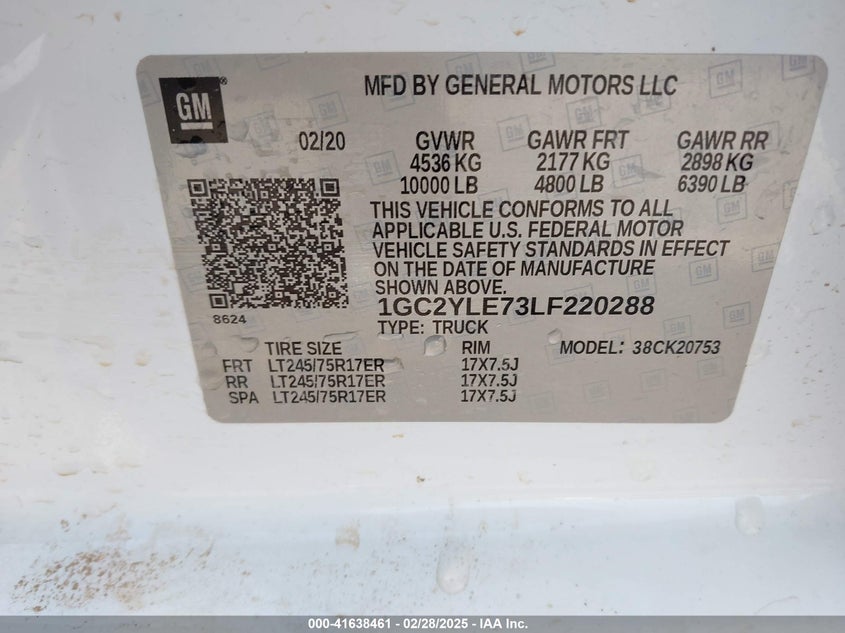 GM
MFD BY GENERAL MOTORS LLC
02/20 GVWR GAWR FRT GAWR RR
4536 KG 2177 KG 2898 KG
10000 LB 4800 LB 6390 LB
THIS VEHICLE CONFORMS TO ALL
APPLICABLE U.S. FEDERAL MOTOR
VEHICLE SAFETY STANDARDS IN EFFECT
ON THE DATE OF MANUFACTURE
SHOWN ABOVE.
8624
1GC2YLE73LF220288
TYPE: TRUCK
TIRE SIZE RIM MODEL: 38CK20753
FRT LT245/75R17ER 17X7.5J
RR LT245/75R17ER 17X7.5J
SPA LT245/75R17ER 17X7.5J
000-41638461 - 02/28/2025 - IAA Inc.